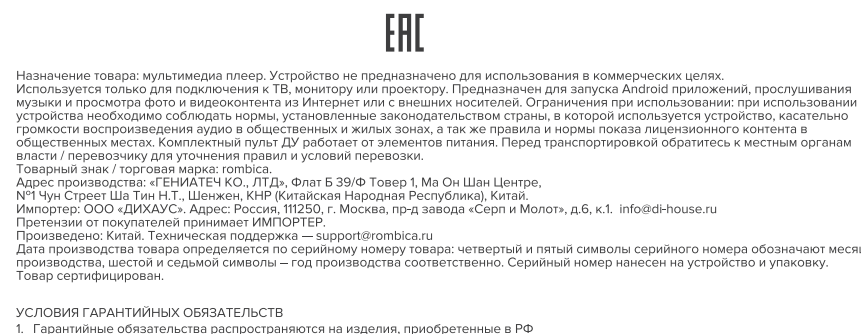 EAC
Назначение товара: мультимедиа плеер. Устройство не предназначено для использования в коммерческих целях.
Используется только для подключения к ТВ, монитору или проектору. Предназначен для запуска Android приложений, прослушивания
музыки и просмотра фото и видеоконтента из Интернет или с внешних носителей. Ограничения при использовании: при использовании
устройства необходимо соблюдать нормы, установленные законодательством страны, в которой используется устройство, касательно
громкости воспроизведения аудио в общественных и жилых зонах, а так же правила и нормы показа лицензионного контента в
общественных местах. Комплектный пульт ДУ работает от элементов питания. Перед транспортировкой обратитесь к местным органам
власти / перевозчику для уточнения правил и условий перевозки.
Товарный знак / торговая марка: rombica.
Адрес производства: «ГЕНИАТЕЧ КО., ЛТД», Флат Б 39/Ф Товер 1, Ма Он Шан Центре,
№1 Чун Стреет Ша Тин Н.Т., Шенжен, КНР (Китайская Народная Республика), Китай.
Импортер: ООО «ДИХАУС». Адрес: Россия, 111250, г. Москва, пр-д завода «Серп и Молот», д.6, к.1. info@di-house.ru
Претензии от покупателей принимает ИМПОРТЕР.
Произведено: Китай. Техническая поддержка — support@rombica.ru
Дата производства товара определяется по серийному номеру товара: четвертый и пятый символы серийного номера обозначают месяц
производства, шестой и седьмой символы – год производства соответственно. Серийный номер нанесен на устройство и упаковку.
Товар сертифицирован.
УСЛОВИЯ ГАРАНТИЙНЫХ ОБЯЗАТЕЛЬСТВ
1. Гарантийные обязательства распространяются на изделия, приобретенные в РФ